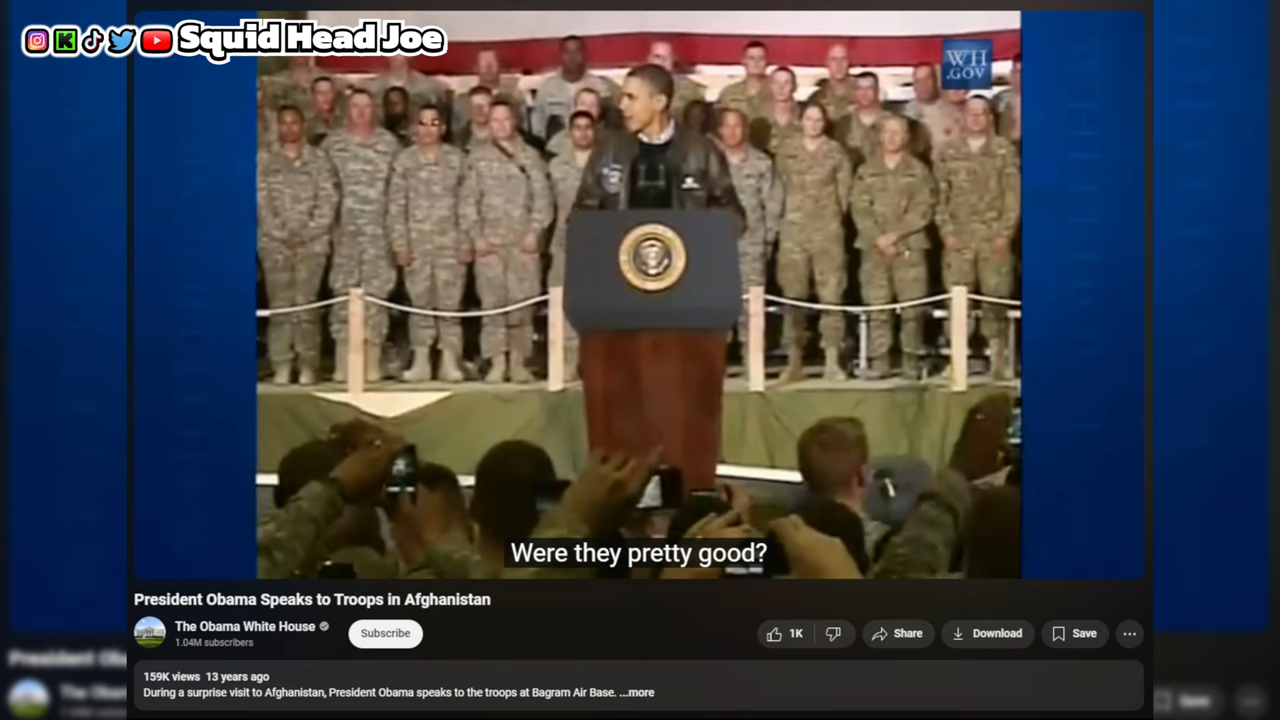 Squid Head Joe
WH
.GOV
Were they pretty good?
President Obama Speaks to Troops in Afghanistan
The Obama White House
1.04M subscribers
Subscribe
1K
Share
Download
Save
159K views 13 years ago
During a surprise visit to Afghanistan, President Obama speaks to the troops at Bagram Air Base. ...more